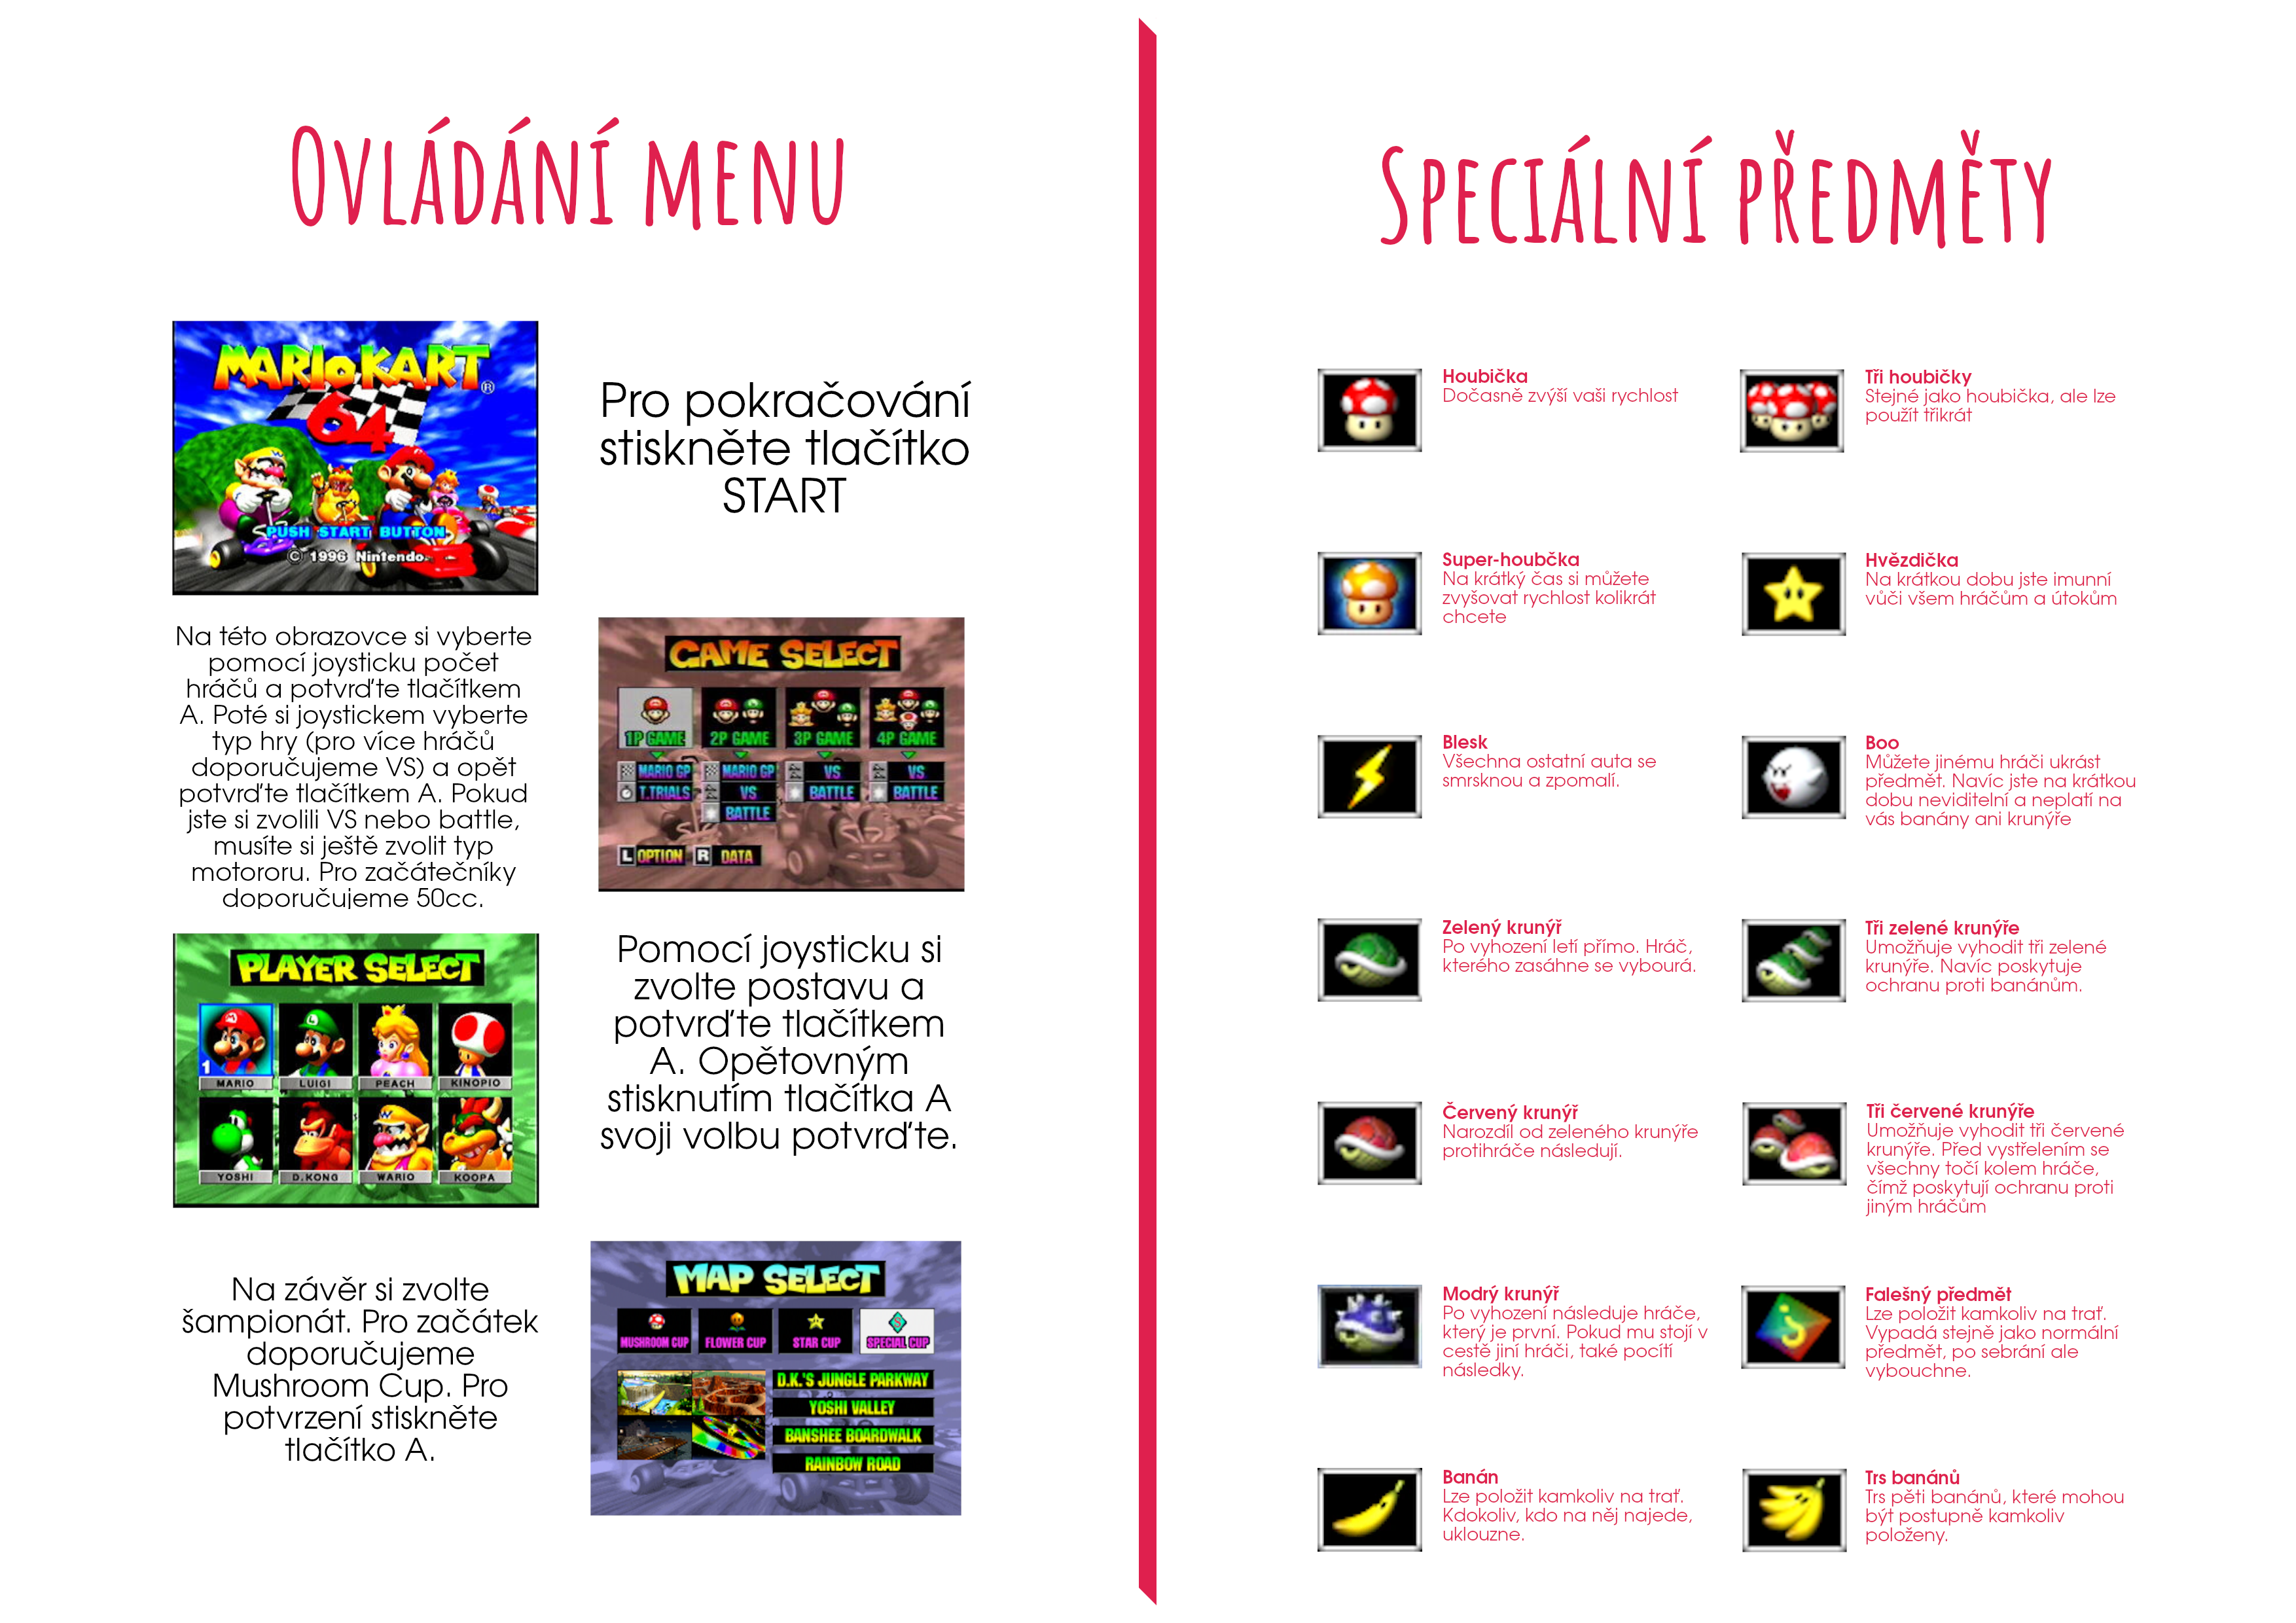 Ovládání menu
MARIO KART
64
®
PUSH START BUTTON
© 1996 Nintendo
Pro pokračování
stiskněte tlačítko
START
Na této obrazovce si vyberte
pomocí joysticku počet
hráčů a potvrďte tlačítkem
A. Poté si joystickem vyberte
typ hry (pro více hráčů
doporučujeme VS) a opět
potvrďte tlačítkem A. Pokud
jste si zvolili VS nebo battle,
musíte si ještě zvolit typ
motororu. Pro začátečníky
doporučujeme 50cc.
GAME SELECT
1P GAME 2P GAME 3P GAME 4P GAME
MARIO GP MARIO GP VS VS
T.TRIALS VS BATTLE BATTLE
BATTLE
L OPTION R DATA
PLAYER SELECT
1
MARIO LUIGI PEACH KINOPIO
YOSHI D.KONG WARIO KOOPA
Pomocí joysticku si
zvolte postavu a
potvrďte tlačítkem
A. Opětovným
stisknutím tlačítka A
svoji volbu potvrďte.
Na závěr si zvolte
šampionát. Pro začátek
doporučujeme
Mushroom Cup. Pro
potvrzení stiskněte
tlačítko A.
MAP SELECT
MUSHROOM CUP FLOWER CUP STAR CUP SPECIAL CUP
D.K.'S JUNGLE PARKWAY
YOSHI VALLEY
BANSHEE BOARDWALK
RAINBOW ROAD
Speciální předměty
Houbička
Dočasně zvýší vaši rychlost
Tři houbičky
Stejné jako houbička, ale lze
použít třikrát
Super-houbčka
Na krátký čas si můžete
zvyšovat rychlost kolikrát
chcete
Hvězdička
Na krátkou dobu jste imunní
vůči všem hráčům a útokům
Blesk
Všechna ostatní auta se
smrsknou a zpomalí.
Boo
Můžete jinému hráči ukrást
předmět. Navíc jste na krátkou
dobu neviditelní a neplatí na
vás banány ani krunýře
Zelený krunýř
Po vyhození letí přímo. Hráč,
kterého zasáhne se vybourá.
Tři zelené krunýře
Umožňuje vyhodit tři zelené
krunýře. Navíc poskytuje
ochranu proti banánům.
Červený krunýř
Narozdíl od zeleného krunýře
protihráče následují.
Tři červené krunýře
Umožňuje vyhodit tři červené
krunýře. Před vystřelením se
všechny točí kolem hráče,
čímž poskytují ochranu proti
jiným hráčům
Modrý krunýř
Po vyhození následuje hráče,
který je první. Pokud mu stojí v
cestě jiní hráči, také pocítí
následky.
Falešný předmět
Lze položit kamkoliv na trať.
Vypadá stejně jako normální
předmět, po sebrání ale
vybouchne.
Banán
Lze položit kamkoliv na trať.
Kdokoliv, kdo na něj najede,
uklouzne.
Trs banánů
Trs pěti banánů, které mohou
být postupně kamkoliv
položeny.